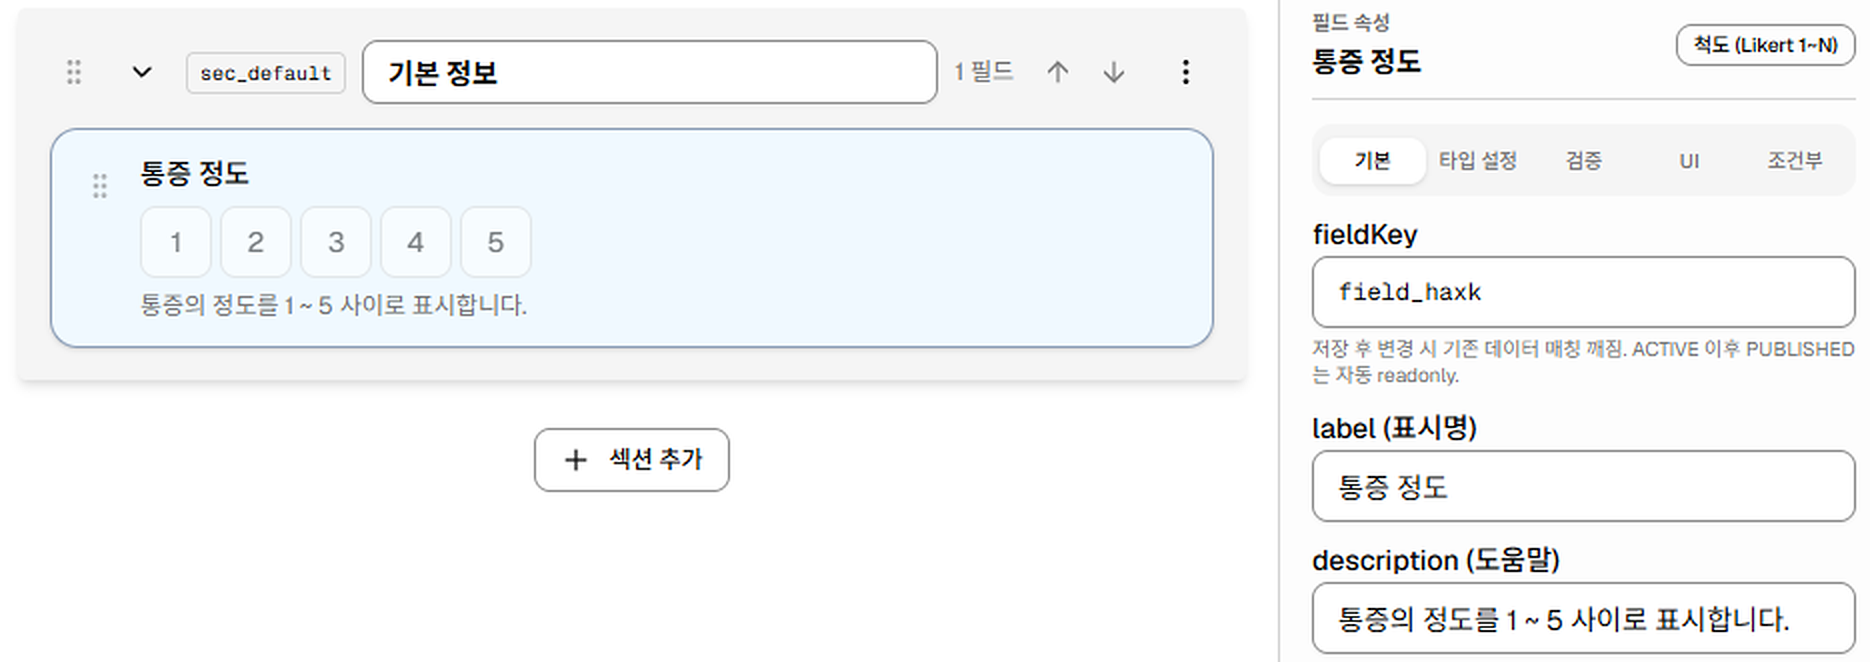 sec_default
기본 정보
1 필드
통증 정도
1 2 3 4 5
통증의 정도를 1 ~ 5 사이로 표시합니다.
+ 섹션 추가
필드 속성
통증 정도
척도 (Likert 1~N)
기본 타입 설정 검증 UI 조건부
fieldKey
field_haxk
저장 후 변경 시 기존 데이터 매칭 깨짐. ACTIVE 이후 PUBLISHED
는 자동 readonly.
label (표시명)
통증 정도
description (도움말)
통증의 정도를 1 ~ 5 사이로 표시합니다.